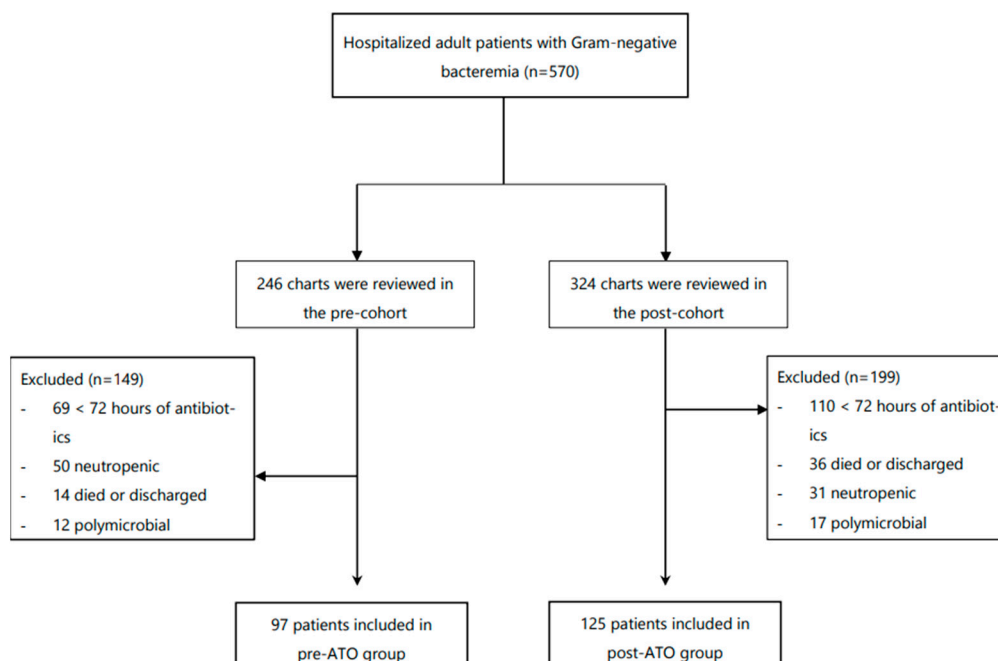 Hospitalized adult patients with Gram-negative
bacteremia (n=570)
246 charts were reviewed in
the pre-cohort
324 charts were reviewed in
the post-cohort
Excluded (n=149)
- 69 < 72 hours of antibiot-
ics
- 50 neutropenic
- 14 died or discharged
- 12 polymicrobial
Excluded (n=199)
- 110 < 72 hours of antibiot-
ics
- 36 died or discharged
- 31 neutropenic
- 17 polymicrobial
97 patients included in
pre-ATO group
125 patients included in
post-ATO group